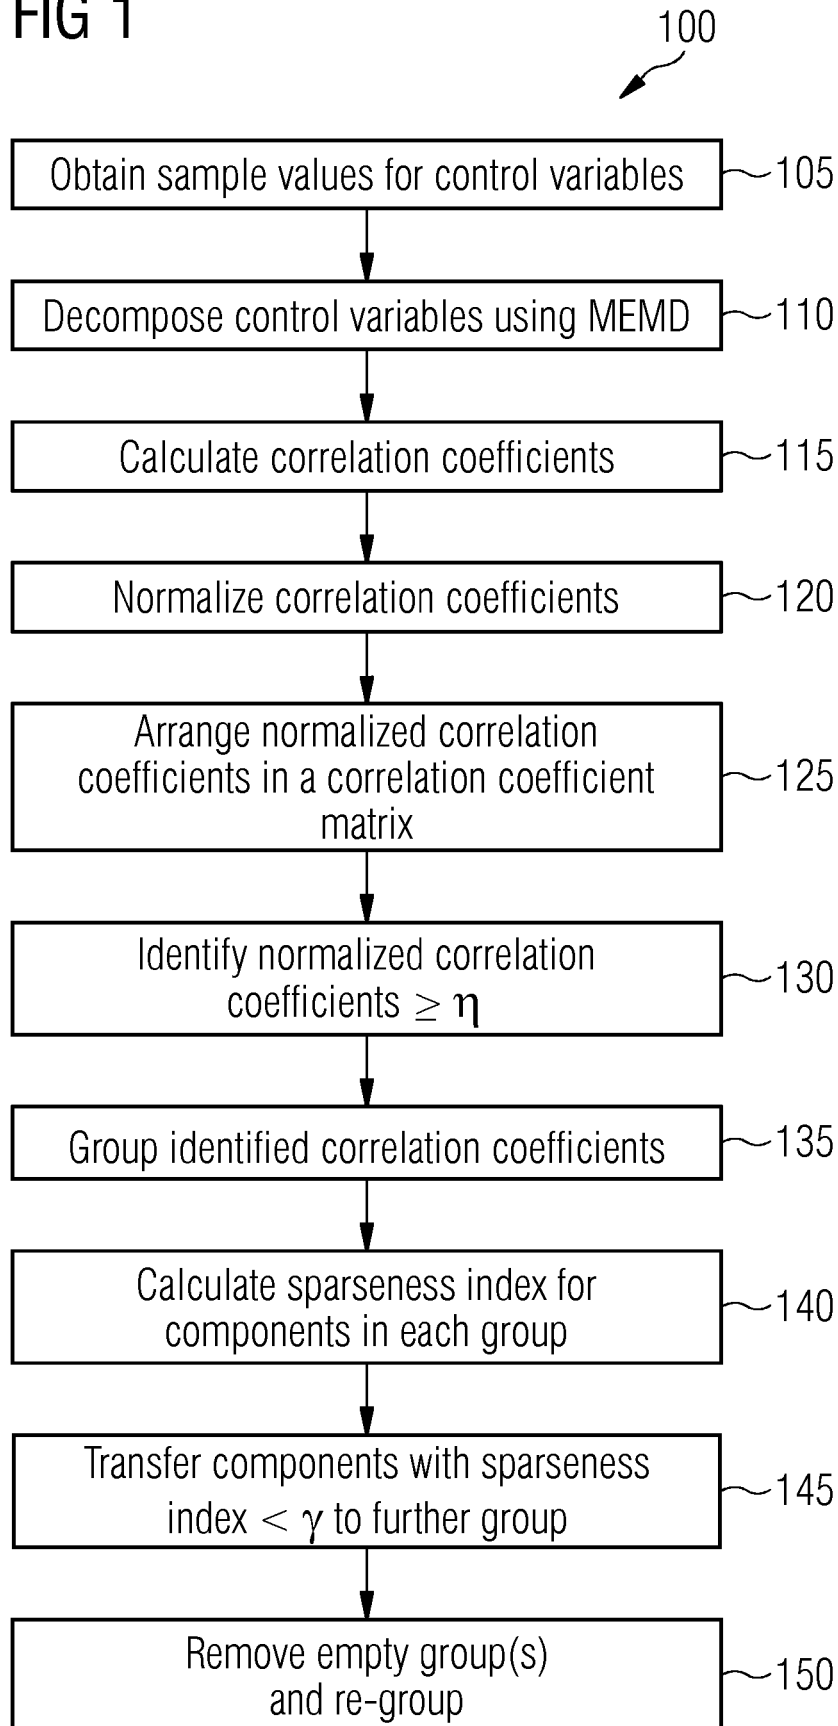 FIG 1
100
Obtain sample values for control variables
105
Decompose control variables using MEMD
110
Calculate correlation coefficients
115
Normalize correlation coefficients
120
Arrange normalized correlation
coefficients in a correlation coefficient
matrix
125
Identify normalized correlation
coefficients ≥ η
130
Group identified correlation coefficients
135
Calculate sparseness index for
components in each group
140
Transfer components with sparseness
index < γ to further group
145
Remove empty group(s)
and re-group
150